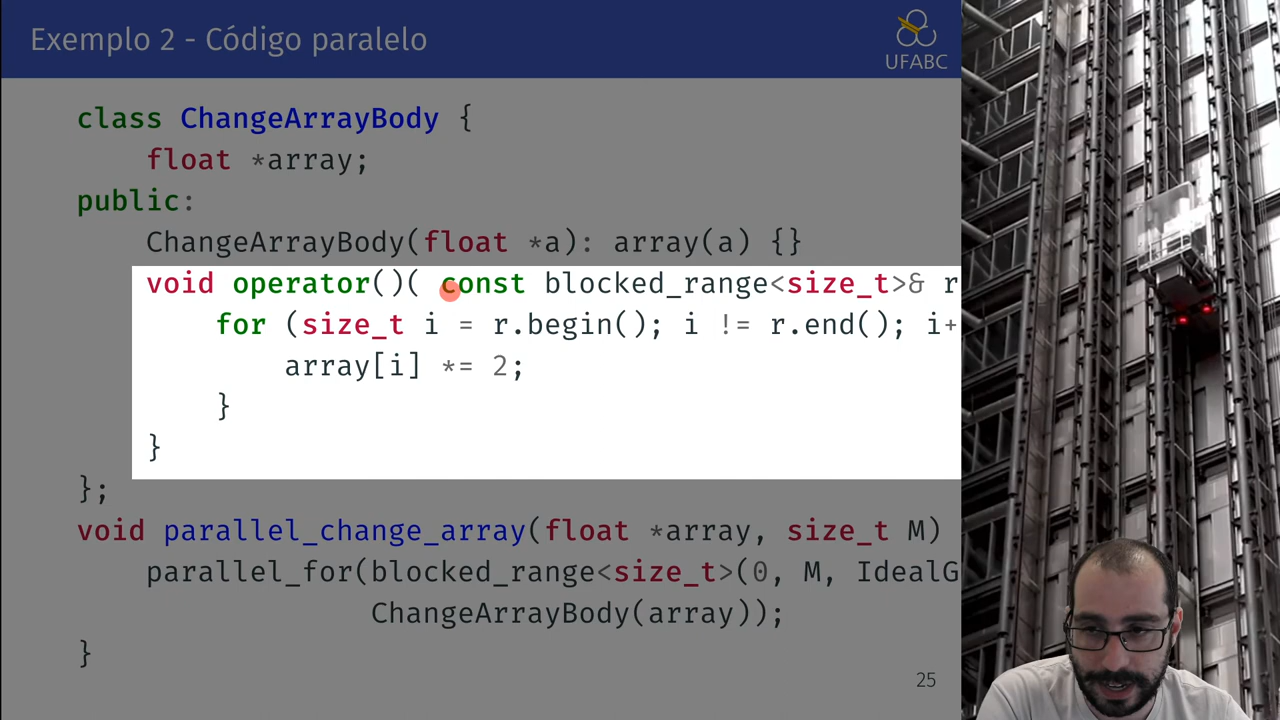 Exemplo 2 - Código paralelo
UFABC
class ChangeArrayBody {
float *array;
public:
ChangeArrayBody(float *a): array(a) {}
void operator()( const blocked_range<size_t>& r
for (size_t i = r.begin(); i != r.end(); i+
array[i] *= 2;
}
}
};
void parallel_change_array(float *array, size_t M)
parallel_for(blocked_range<size_t>(0, M, IdealG
ChangeArrayBody(array));
}
25